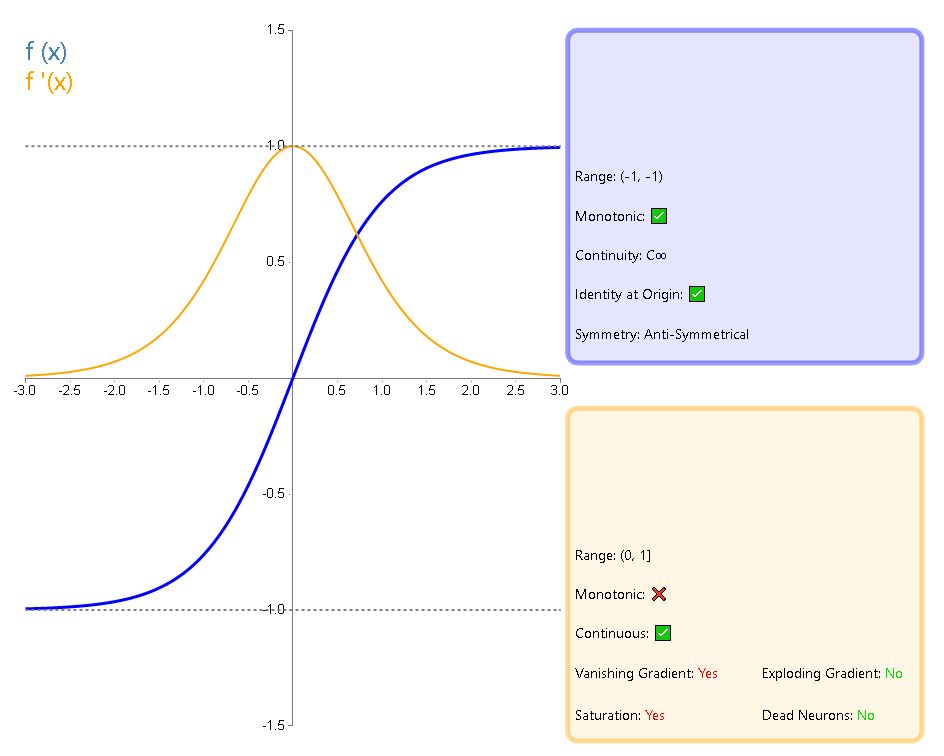 f (x)
f '(x)
1.5
1.0
0.5
-0.5
-1.0
-1.5
-3.0 -2.5 -2.0 -1.5 -1.0 -0.5 0.5 1.0 1.5 2.0 2.5 3.0
Range: (-1, -1)
Monotonic: ✅
Continuity: C∞
Identity at Origin: ✅
Symmetry: Anti-Symmetrical
Range: (0, 1]
Monotonic: ❌
Continuous: ✅
Vanishing Gradient: Yes Exploding Gradient: No
Saturation: Yes Dead Neurons: No